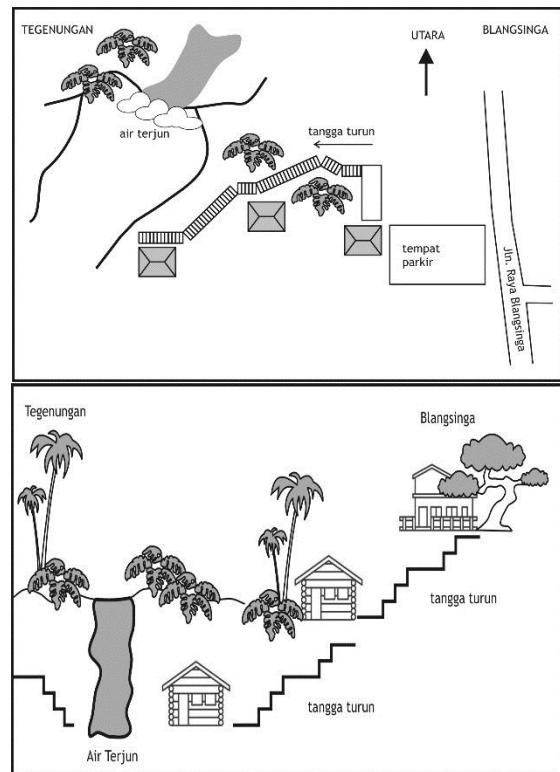 TEGENUNGAN
UTARA
BLANGSINGA
air terjun
tangga turun
tempat
parkir
Jln. Raya Blangsinga
Tegenungan
Blangsinga
tangga turun
tangga turun
Air Terjun